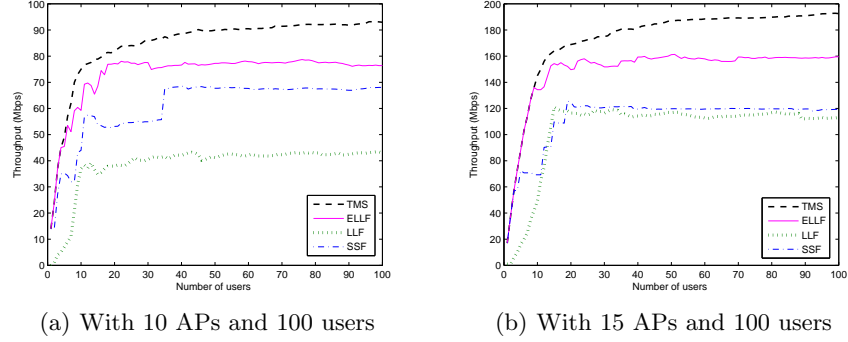 100
90
80
70
60
50
40
30
20
10
0
Throughput (Mbps)
0 10 20 30 40 50 60 70 80 90 100
Number of users
TMS
ELLF
LLF
SSF
(a) With 10 APs and 100 users
200
180
160
140
120
100
80
60
40
20
0
Throughput (Mbps)
0 10 20 30 40 50 60 70 80 90 100
Number of users
TMS
ELLF
LLF
SSF
(b) With 15 APs and 100 users